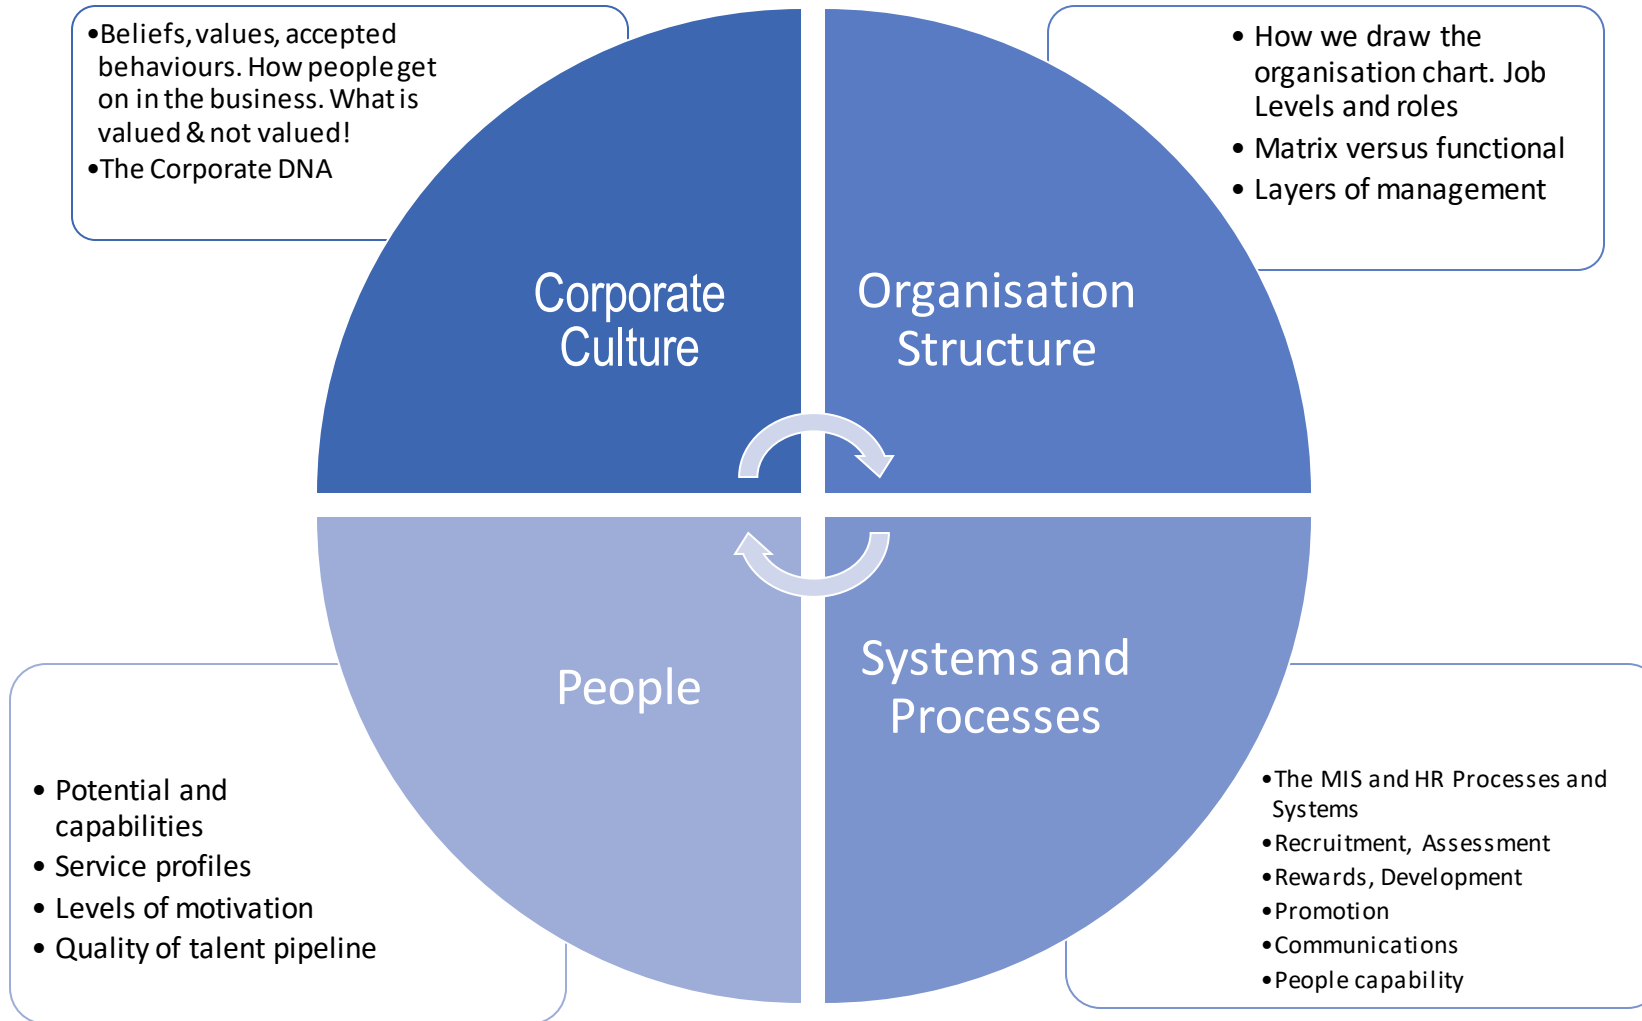 •Beliefs, values, accepted
behaviours. How people get
on in the business. What is
valued & not valued!
•The Corporate DNA
• How we draw the
organisation chart. Job
Levels and roles
• Matrix versus functional
• Layers of management
Corporate
Culture
Organisation
Structure
People
Systems and
Processes
• Potential and
capabilities
• Service profiles
• Levels of motivation
• Quality of talent pipeline
•The MIS and HR Processes and
Systems
•Recruitment, Assessment
•Rewards, Development
•Promotion
•Communications
•People capability